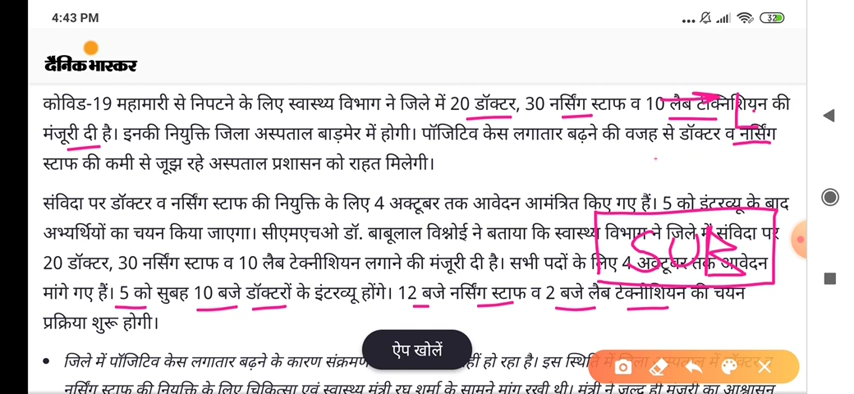 4:43 PM 32
दैनिक भास्कर
कोविड-19 महामारी से निपटने के लिए स्वास्थ्य विभाग ने जिले में 20 डॉक्टर, 30 नर्सिंग स्टाफ व 10 लैब टेक्निशियन की
मंजूरी दी है। इनकी नियुक्ति जिला अस्पताल बाड़मेर में होगी। पॉजिटिव केस लगातार बढ़ने की वजह से डॉक्टर व नर्सिंग
स्टाफ की कमी से जूझ रहे अस्पताल प्रशासन को राहत मिलेगी।
संविदा पर डॉक्टर व नर्सिंग स्टाफ की नियुक्ति के लिए 4 अक्टूबर तक आवेदन आमंत्रित किए गए हैं। 5 को इंटरव्यू के बाद
अभ्यर्थियों का चयन किया जाएगा। सीएमएचओ डॉ. बाबूलाल विश्नोई ने बताया कि स्वास्थ्य विभाग ने जिले में संविदा पर
SUB
20 डॉक्टर, 30 नर्सिंग स्टाफ व 10 लैब टेक्नीशियन लगाने की मंजूरी दी है। सभी पदों के लिए 4 अक्टूबर तक आवेदन
मांगे गए हैं। 5 को सुबह 10 बजे डॉक्टरों के इंटरव्यू होंगे। 12 बजे नर्सिंग स्टाफ व 2 बजे लैब टेक्नीशियन की चयन
प्रक्रिया शुरू होगी।
ऐप खोलें
जिले में पॉजिटिव केस लगातार बढ़ने के कारण संक्रमण हीं हो रहा है। इस स्थिति में जिला अस्पताल में डॉक्टर व
नर्सिंग स्टाफ की नियुक्ति के लिए चिकित्सा एवं स्वास्थ्य मंत्री रघु शर्मा के सामने मांग रखी थी। मंत्री ने जल्द ही मंजूरी का आश्वासन